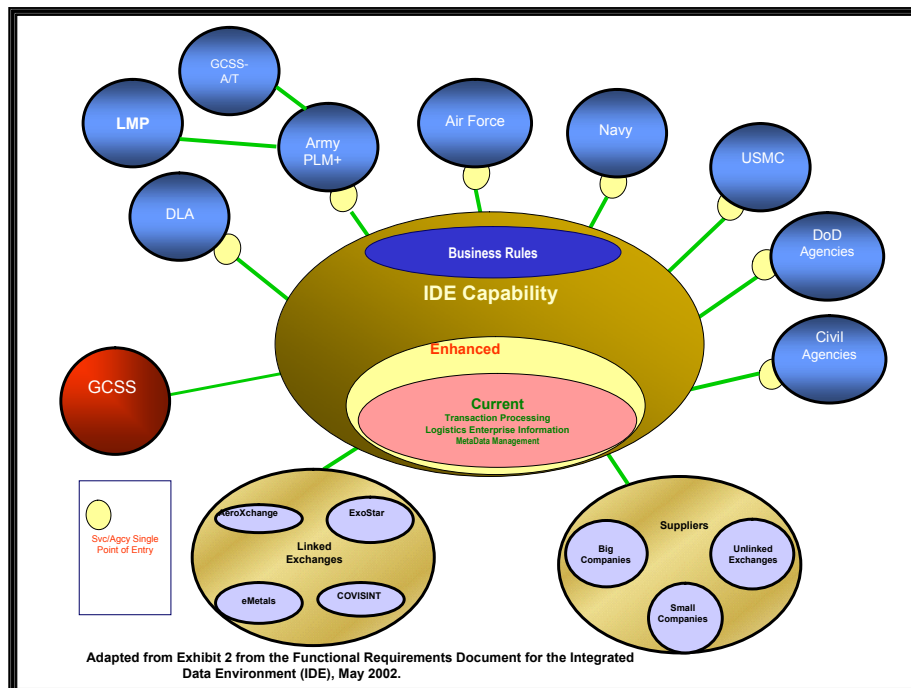 GCSS-
A/T
LMP
Army
PLM+
Air Force
Navy
USMC
DLA
DoD
Agencies
Business Rules
IDE Capability
Civil
Agencies
Enhanced
GCSS
Current
Transaction Processing
Logistics Enterprise Information
MetaData Management
Svc/Agcy Single
Point of Entry
AeroXchange
ExoStar
Linked
Exchanges
eMetals
COVISINT
Suppliers
Big
Companies
Unlinked
Exchanges
Small
Companies
Adapted from Exhibit 2 from the Functional Requirements Document for the Integrated
Data Environment (IDE), May 2002.